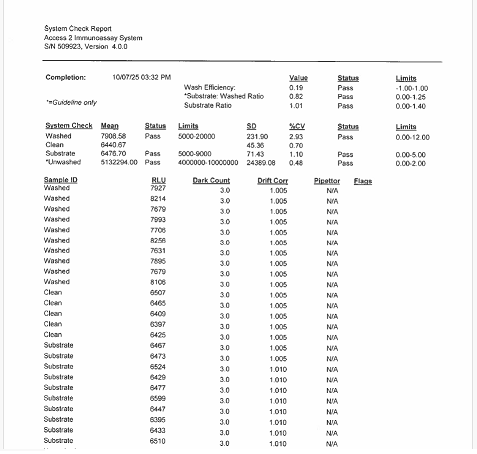 System Check Report
Access 2 Immunoassay System
S/N 509923, Version 4.0.0
Completion: 10/07/25 03:32 PM Value Status Limits
Wash Efficiency: 0.19 Pass -1.00-1.00
*Substrate: Washed Ratio 0.82 Pass 0.00-1.25
*=Guideline only Substrate Ratio 1.01 Pass 0.00-1.40
System Check Mean Status Limits SD %CV Status Limits
Washed 7908.58 Pass 5000-20000 231.90 2.93 Pass 0.00-12.00
Clean 6440.67 45.36 0.70
Substrate 6476.70 Pass 5000-9000 71.43 1.10 Pass 0.00-5.00
*Unwashed 5132294.00 Pass 4000000-10000000 24389.08 0.48 Pass 0.00-2.00
Sample ID RLU Dark Count Drift Corr Pipettor Flags
Washed 7927 3.0 1.005 N/A
Washed 8214 3.0 1.005 N/A
Washed 7679 3.0 1.005 N/A
Washed 7993 3.0 1.005 N/A
Washed 7706 3.0 1.005 N/A
Washed 8256 3.0 1.005 N/A
Washed 7631 3.0 1.005 N/A
Washed 7895 3.0 1.005 N/A
Washed 7679 3.0 1.005 N/A
Washed 8106 3.0 1.005 N/A
Clean 6507 3.0 1.005 N/A
Clean 6465 3.0 1.005 N/A
Clean 6409 3.0 1.005 N/A
Clean 6397 3.0 1.005 N/A
Clean 6425 3.0 1.005 N/A
Substrate 6467 3.0 1.005 N/A
Substrate 6473 3.0 1.005 N/A
Substrate 6524 3.0 1.010 N/A
Substrate 6429 3.0 1.010 N/A
Substrate 6477 3.0 1.010 N/A
Substrate 6599 3.0 1.010 N/A
Substrate 6447 3.0 1.010 N/A
Substrate 6395 3.0 1.010 N/A
Substrate 6433 3.0 1.010 N/A
Substrate 6510 3.0 1.010 N/A